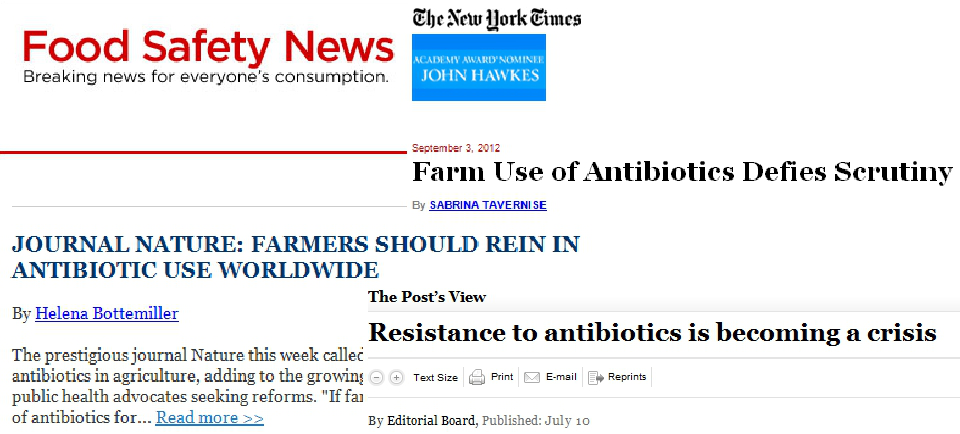 Food Safety News
Breaking news for everyone's consumption.
The New York Times
ACADEMY AWARD® NOMINEE
JOHN HAWKES
September 3, 2012
Farm Use of Antibiotics Defies Scrutiny
By SABRINA TAVERNISE
JOURNAL NATURE: FARMERS SHOULD REIN IN
ANTIBIOTIC USE WORLDWIDE
By Helena Bottemiller
The prestigious journal Nature this week called
antibiotics in agriculture, adding to the growing
public health advocates seeking reforms. "If far
of antibiotics for... Read more >>
The Post's View
Resistance to antibiotics is becoming a crisis
Text Size Print E-mail Reprints
By Editorial Board, Published: July 10